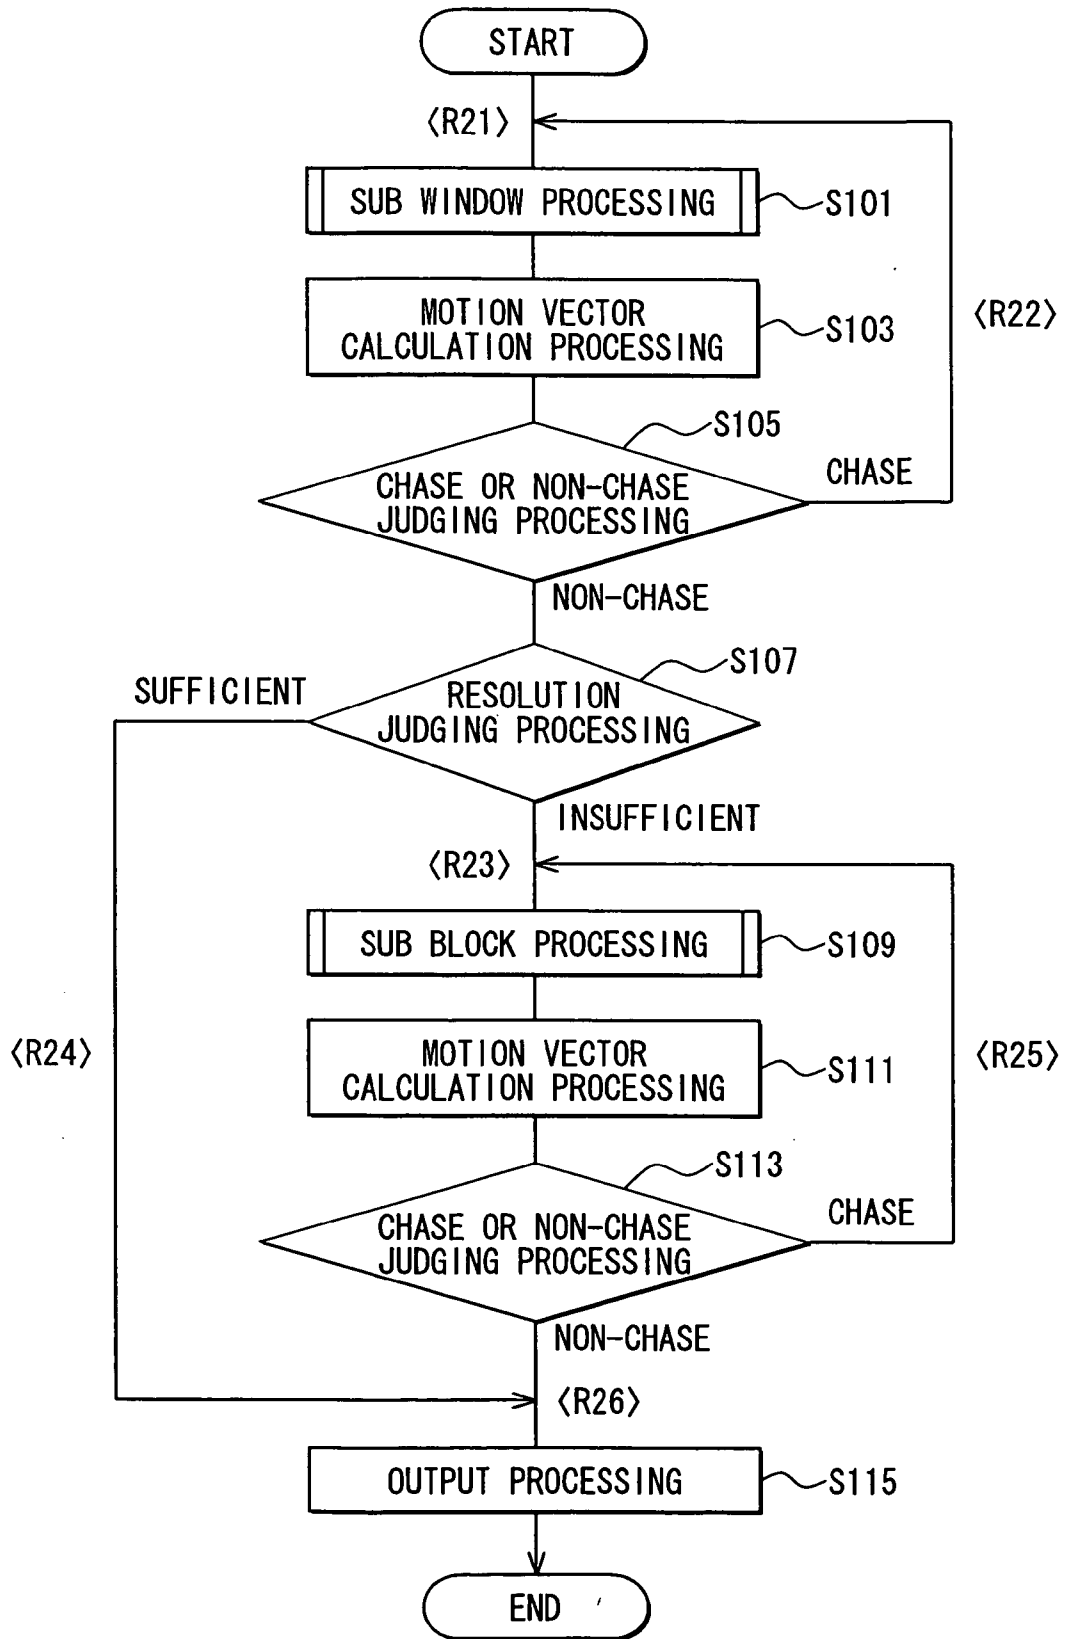 START
〈R21〉
SUB WINDOW PROCESSING
S101
MOTION VECTOR
CALCULATION PROCESSING
S103
〈R22〉
S105
CHASE OR NON-CHASE
JUDGING PROCESSING
CHASE
NON-CHASE
S107
SUFFICIENT
RESOLUTION
JUDGING PROCESSING
INSUFFICIENT
〈R23〉
SUB BLOCK PROCESSING
S109
〈R24〉
MOTION VECTOR
CALCULATION PROCESSING
S111
〈R25〉
S113
CHASE OR NON-CHASE
JUDGING PROCESSING
CHASE
NON-CHASE
〈R26〉
OUTPUT PROCESSING
S115
END